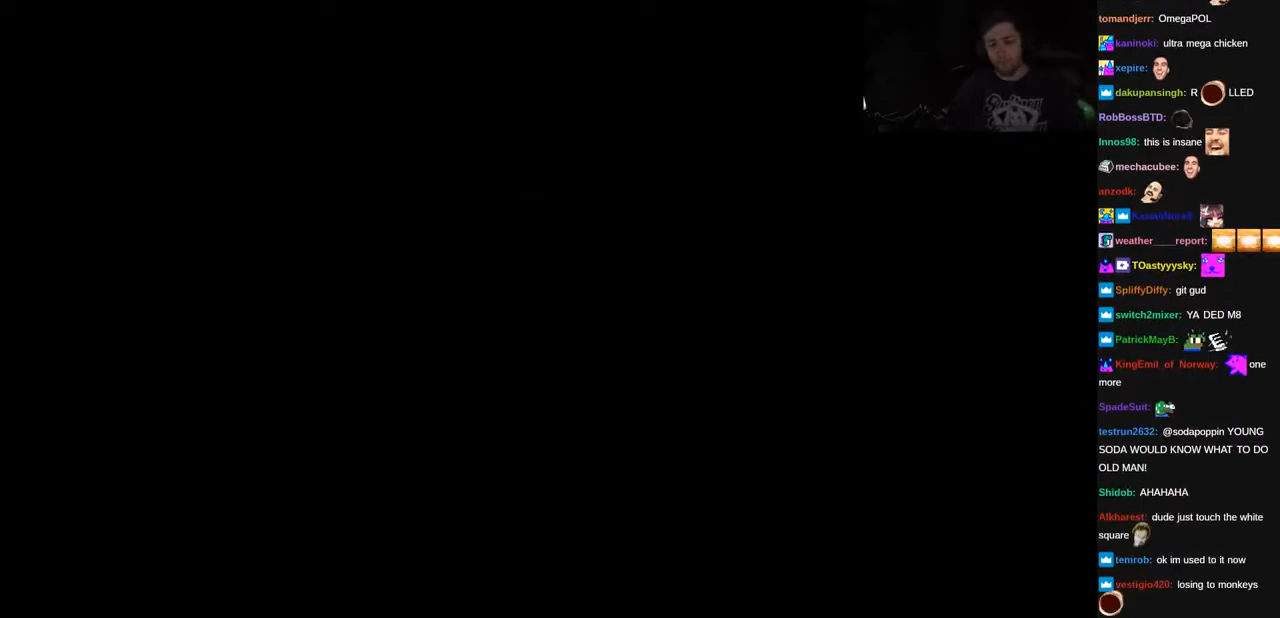 tomandjerr: OmegaPOL
kaninoki: ultra mega chicken
xepire:
dakupansingh: R LLED
RobBossBTD:
Innos98: this is insane
mechacubee:
anzodk:
weather____report:
TOastyyysky:
SpliffyDiffy: git gud
switch2mixer: YA DED M8
PatrickMayB:
KingEmil_of_Norway: one
more
SpadeSuit:
testrun2632: @sodapoppin YOUNG
SODA WOULD KNOW WHAT TO DO
OLD MAN!
Shidob: AHAHAHA
Alkharest: dude just touch the white
square
temrob: ok im used to it now
vestigio420: losing to monkeys